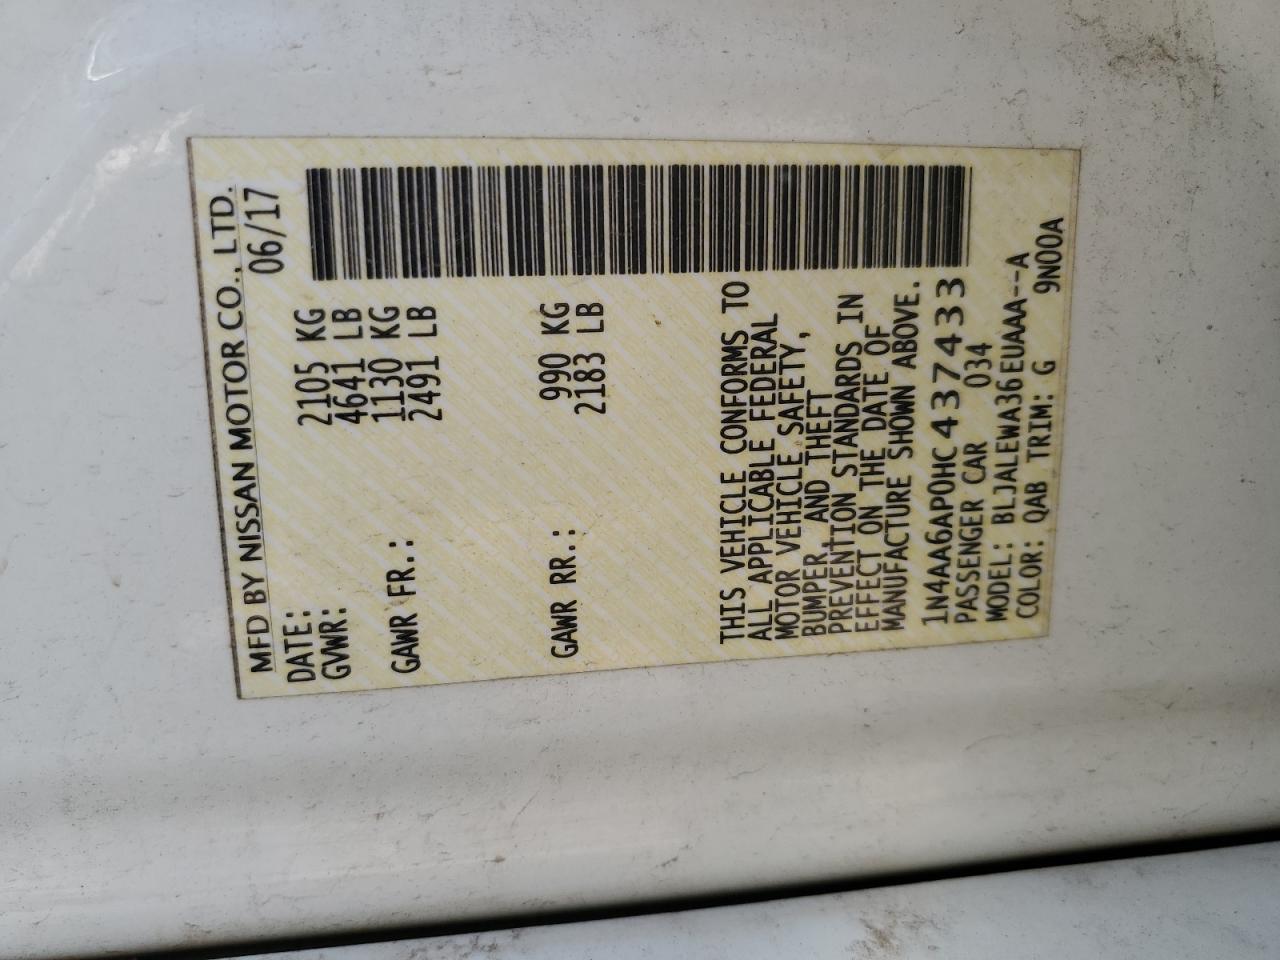 MFD BY NISSAN MOTOR CO., LTD.
DATE: 06/17
GVWR: 2105 KG
4641 LB
GAWR FR.: 1130 KG
2491 LB
GAWR RR.: 990 KG
2183 LB
THIS VEHICLE CONFORMS TO
ALL APPLICABLE FEDERAL
MOTOR VEHICLE SAFETY,
BUMPER, AND THEFT
PREVENTION STANDARDS IN
EFFECT ON THE DATE OF
MANUFACTURE SHOWN ABOVE.
1N4AA6AP0HC437433
PASSENGER CAR 034
MODEL: BLJALEWA36EUAAA--A
COLOR: QAB TRIM: G 9N00A